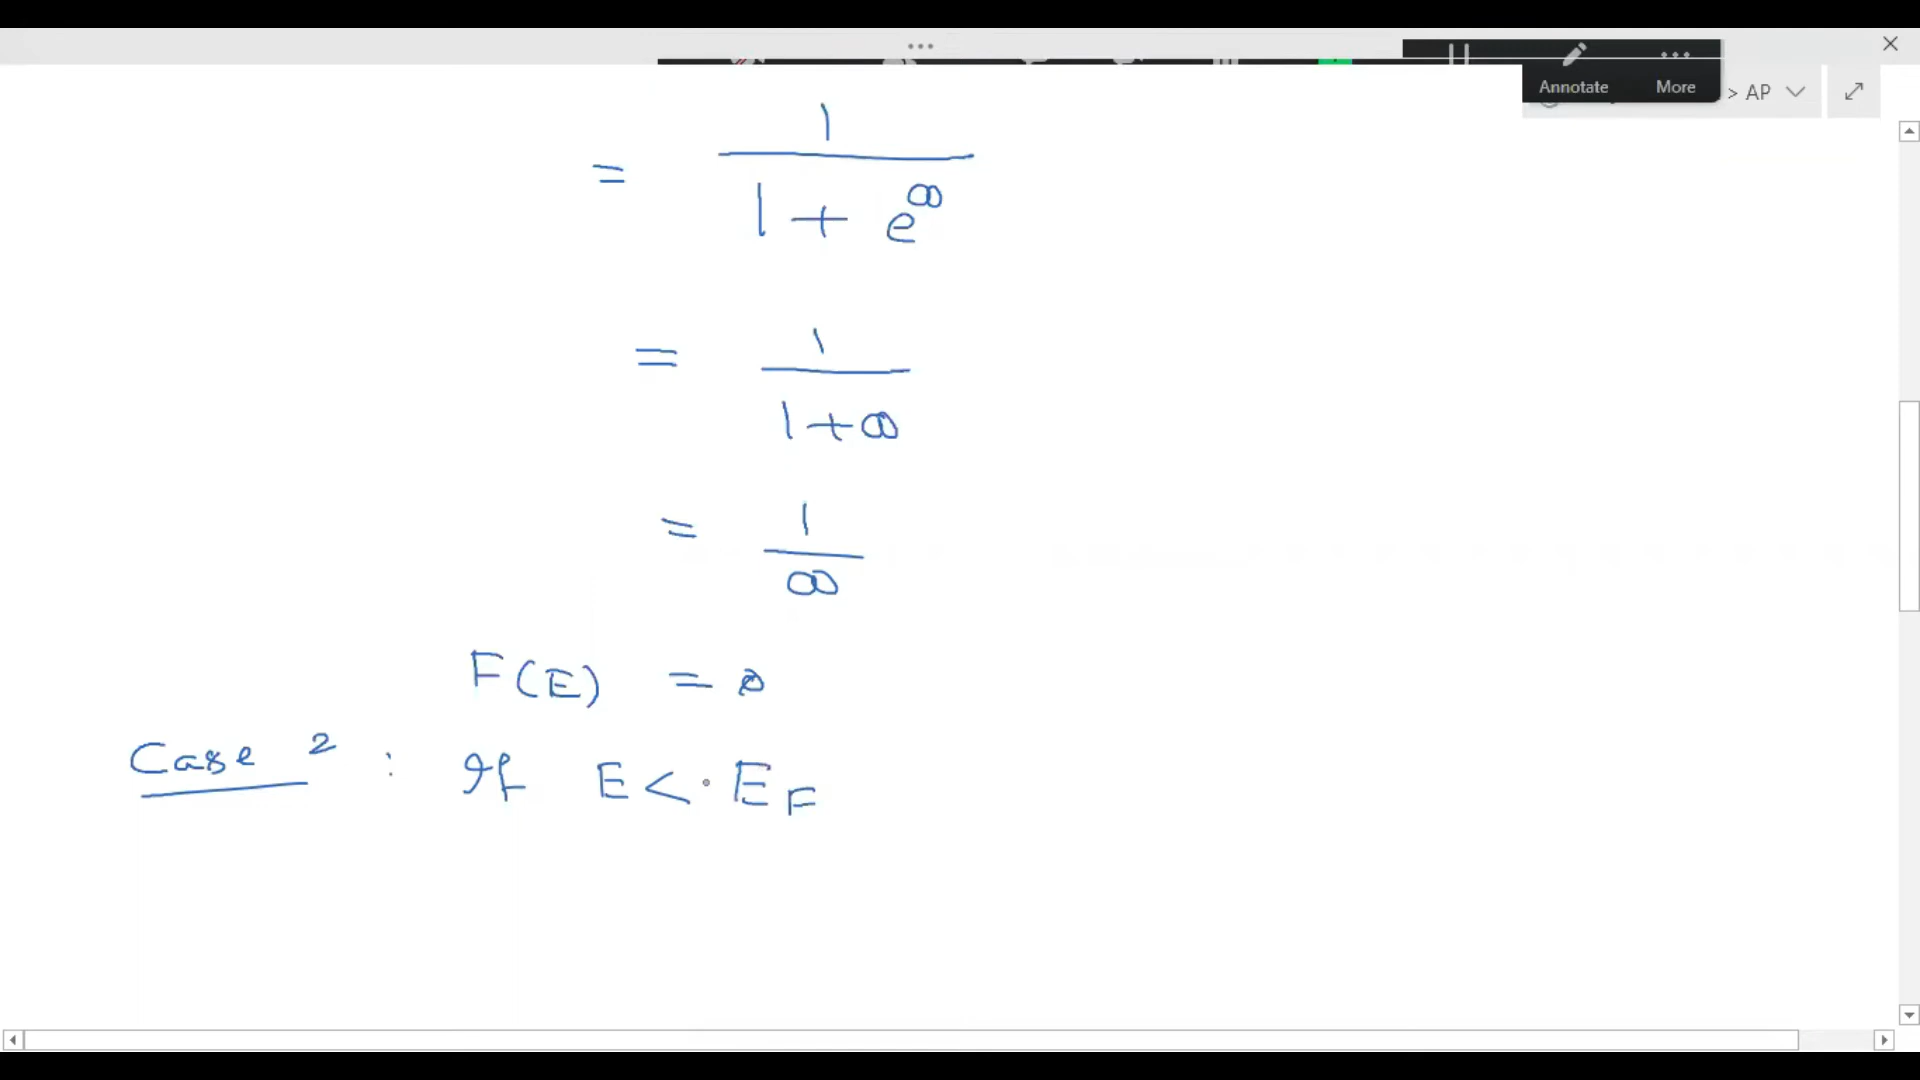 Annotate More
> AP
= 1 / (1 + e^∞)
= 1 / (1 + ∞)
= 1 / ∞
F(E) = 0
Case 2 : If E < E_F